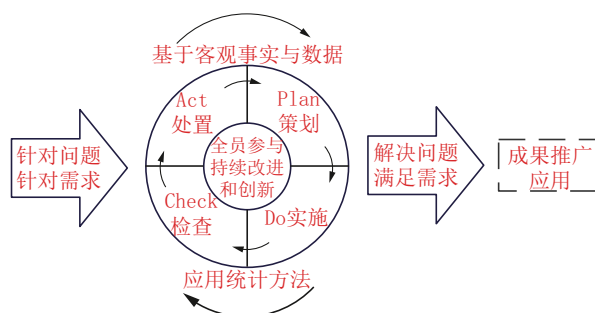 基于客观事实与数据
Act
处置
Plan
策划
针对问题
针对需求
全员参与
持续改进
和创新
解决问题
满足需求
成果推广
应用
Check
检查
Do实施
应用统计方法